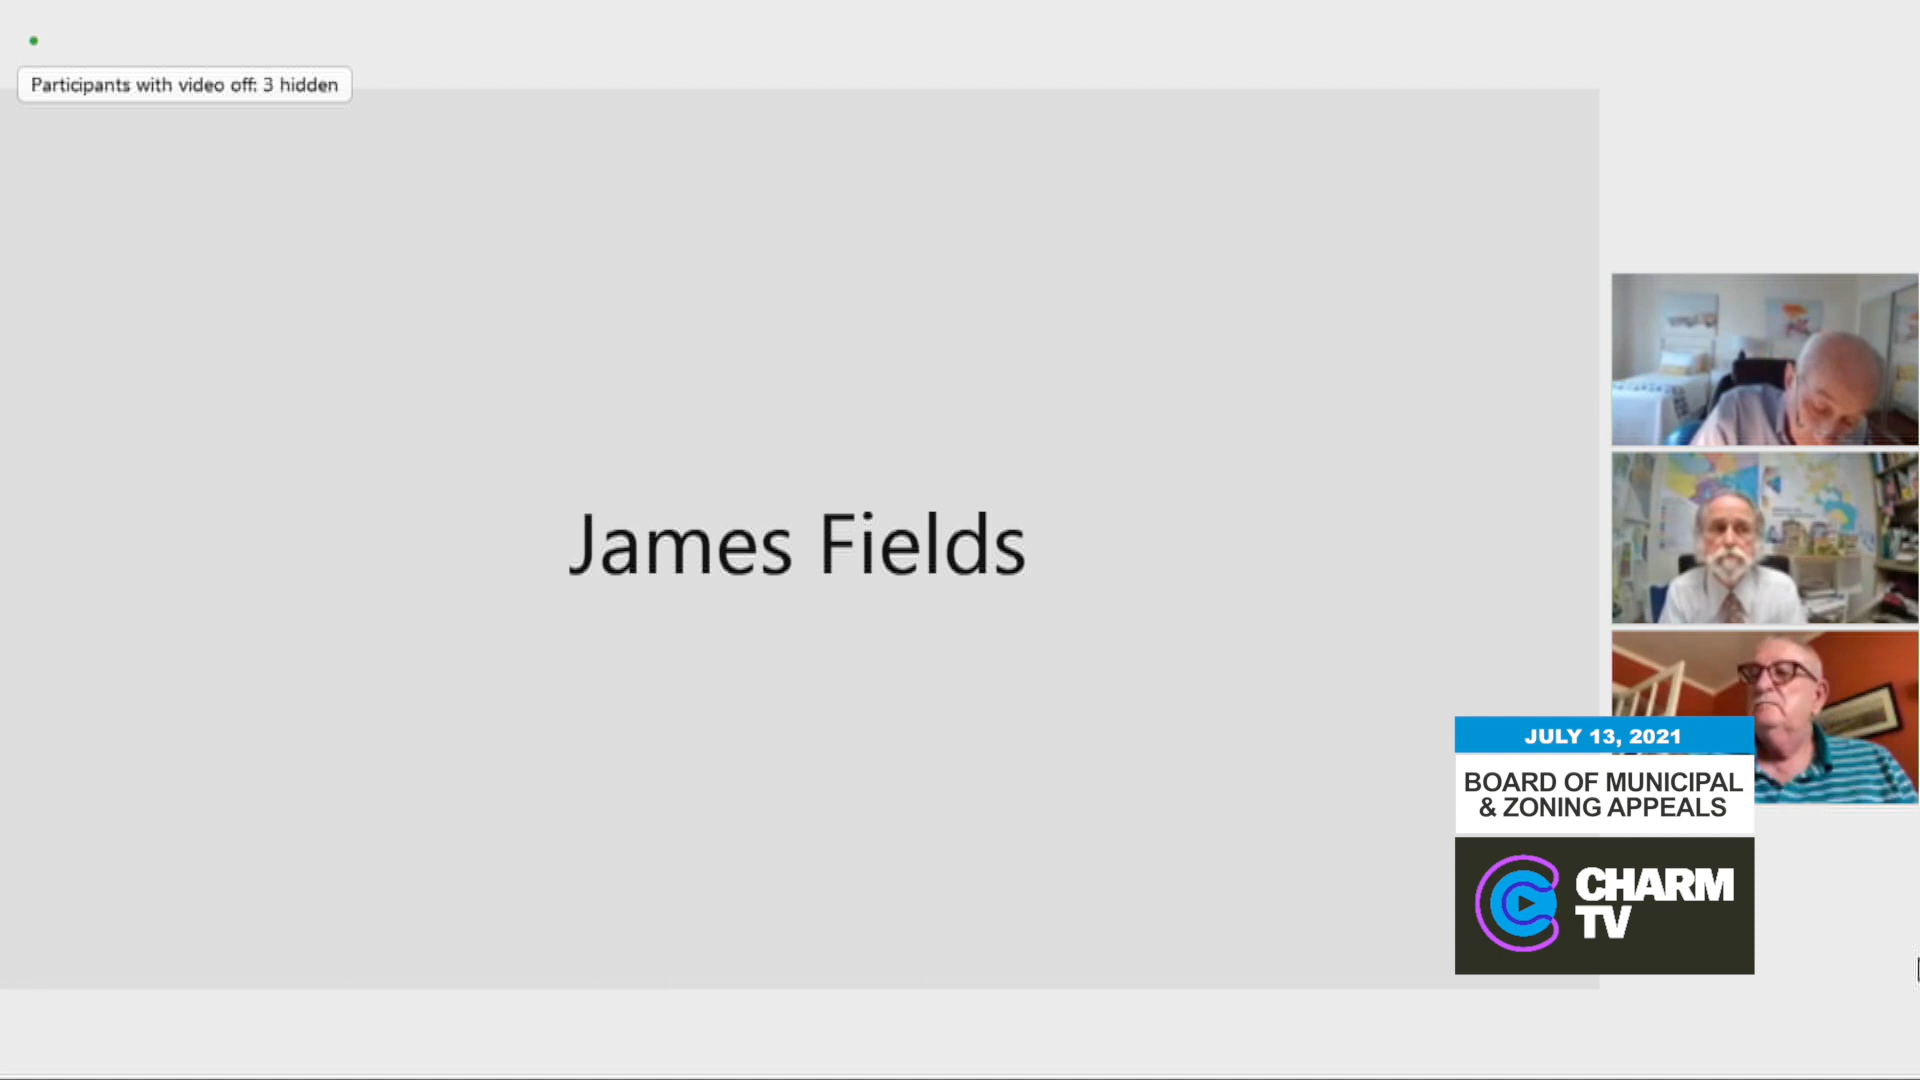 Participants with video off: 3 hidden
James Fields
JULY 13, 2021
BOARD OF MUNICIPAL
& ZONING APPEALS
CHARM
TV